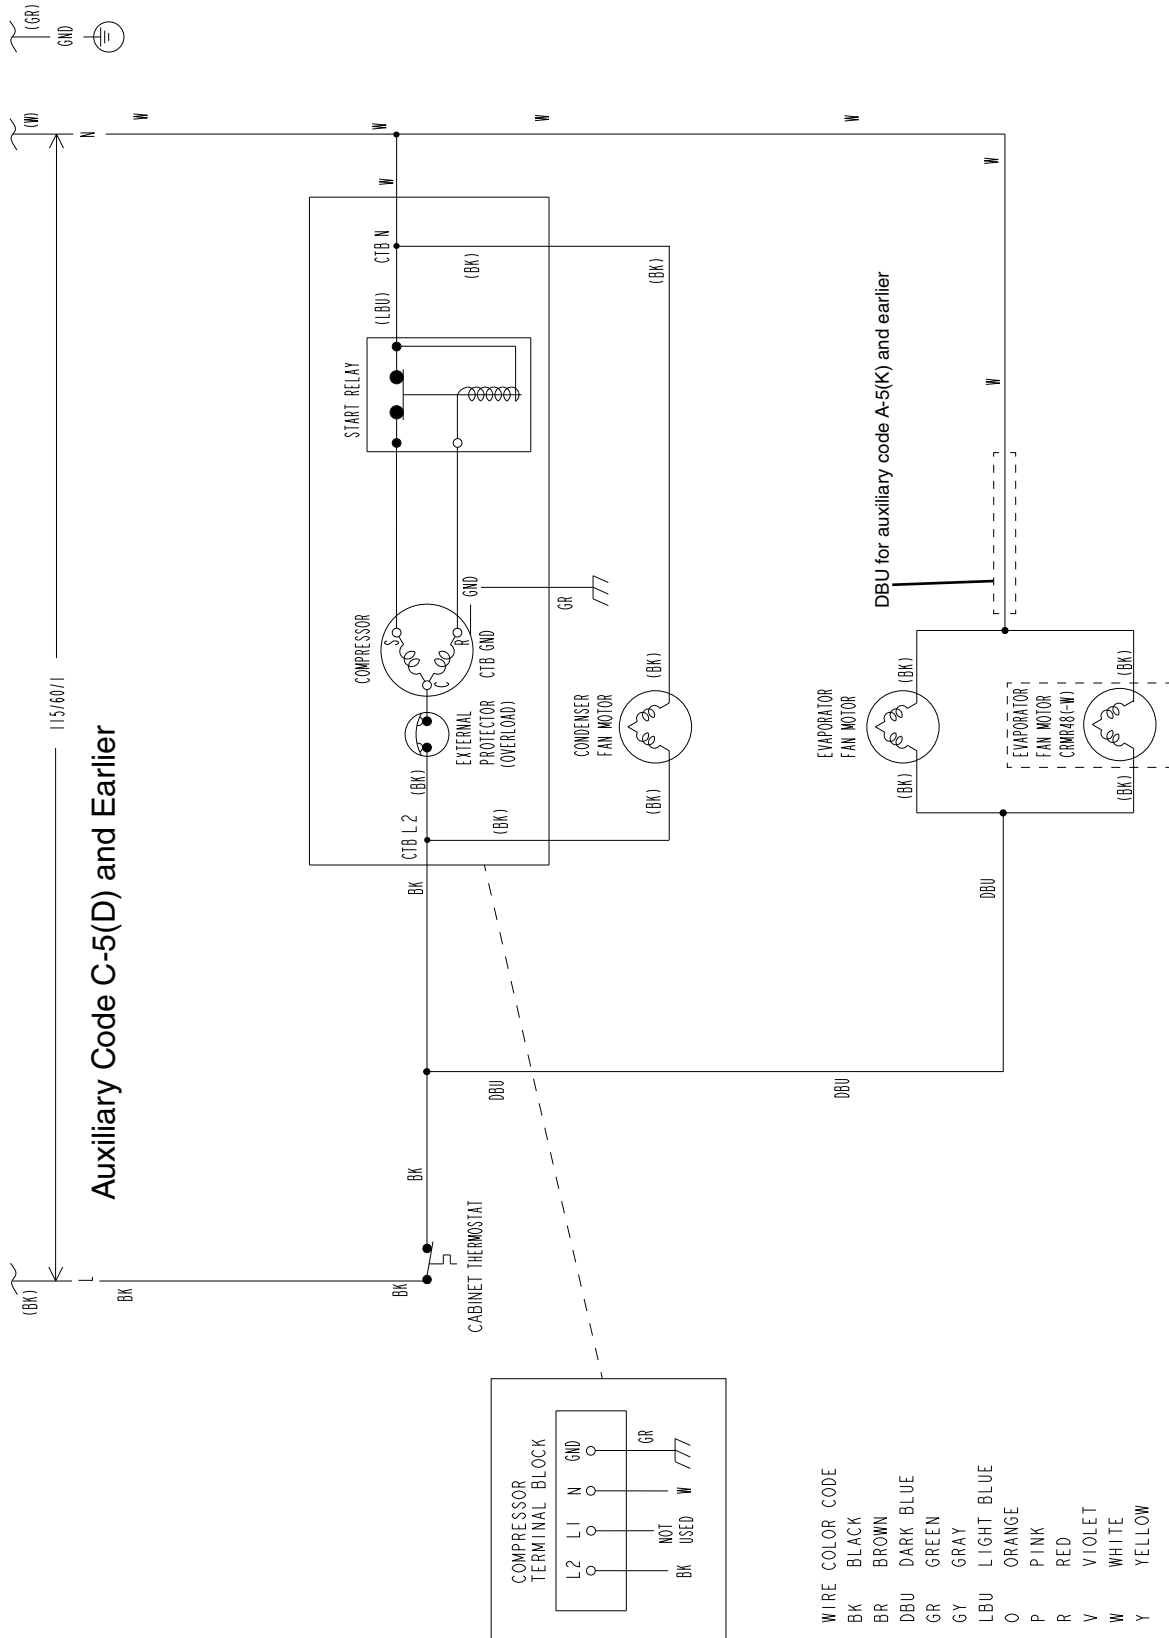 Auxiliary Code C-5(D) and Earlier
(BK)
L
115/60/1
N
(W)
(GR)
GND
BK
BK
CABINET THERMOSTAT
BK
BK
CTB L2
(BK)
(BK)
EXTERNAL
PROTECTOR
(OVERLOAD)
COMPRESSOR
C
S
R
CTB GND
GND
GR
START RELAY
(LBU)
CTB N
(BK)
W
W
W
W
W
W
W
(BK)
CONDENSER
FAN MOTOR
(BK)
(BK)
DBU
DBU
DBU
EVAPORATOR
FAN MOTOR
(BK)
(BK)
EVAPORATOR
FAN MOTOR
CRMR48(-W)
(BK)
(BK)
DBU for auxiliary code A-5(K) and earlier
COMPRESSOR
TERMINAL BLOCK
L2 L1 N GND
BK
NOT
USED
W
GR
WIRE COLOR CODE
BK BLACK
BR BROWN
DBU DARK BLUE
GR GREEN
GY GRAY
LBU LIGHT BLUE
O ORANGE
P PINK
R RED
V VIOLET
W WHITE
Y YELLOW